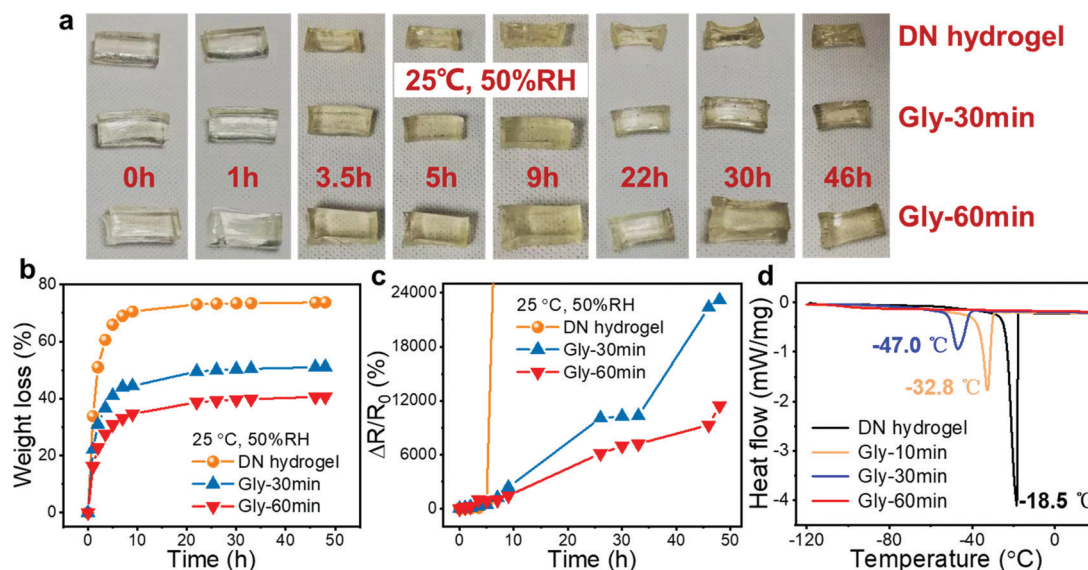 a
DN hydrogel
25℃, 50%RH
Gly-30min
0h 1h 3.5h 5h 9h 22h 30h 46h
Gly-60min
b
Weight loss (%)
80
60
40
20
0
25 °C, 50%RH
DN hydrogel
Gly-30min
Gly-60min
0 10 20 30 40 50
Time (h)
c
ΔR/R₀ (%)
24000
18000
12000
6000
0
25 °C, 50%RH
DN hydrogel
Gly-30min
Gly-60min
0 10 20 30 40 50
Time (h)
d
Heat flow (mW/mg)
0
-1
-2
-3
-4
-47.0 ℃
-32.8 ℃
DN hydrogel
Gly-10min
Gly-30min
Gly-60min
-18.5 ℃
-120 -80 -40 0
Temperature (°C)